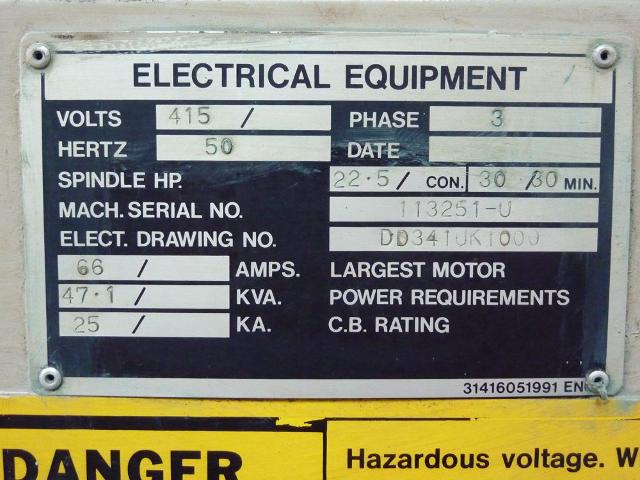 ELECTRICAL EQUIPMENT
VOLTS 415 / PHASE 3
HERTZ 50 DATE
SPINDLE HP. 22·5 / CON. 30 / 30 MIN.
MACH. SERIAL NO. 113251-U
ELECT. DRAWING NO. DD341UK1000
66 / AMPS. LARGEST MOTOR
47·1 / KVA. POWER REQUIREMENTS
25 / KA. C.B. RATING
31416051991 EN
DANGER
Hazardous voltage. W